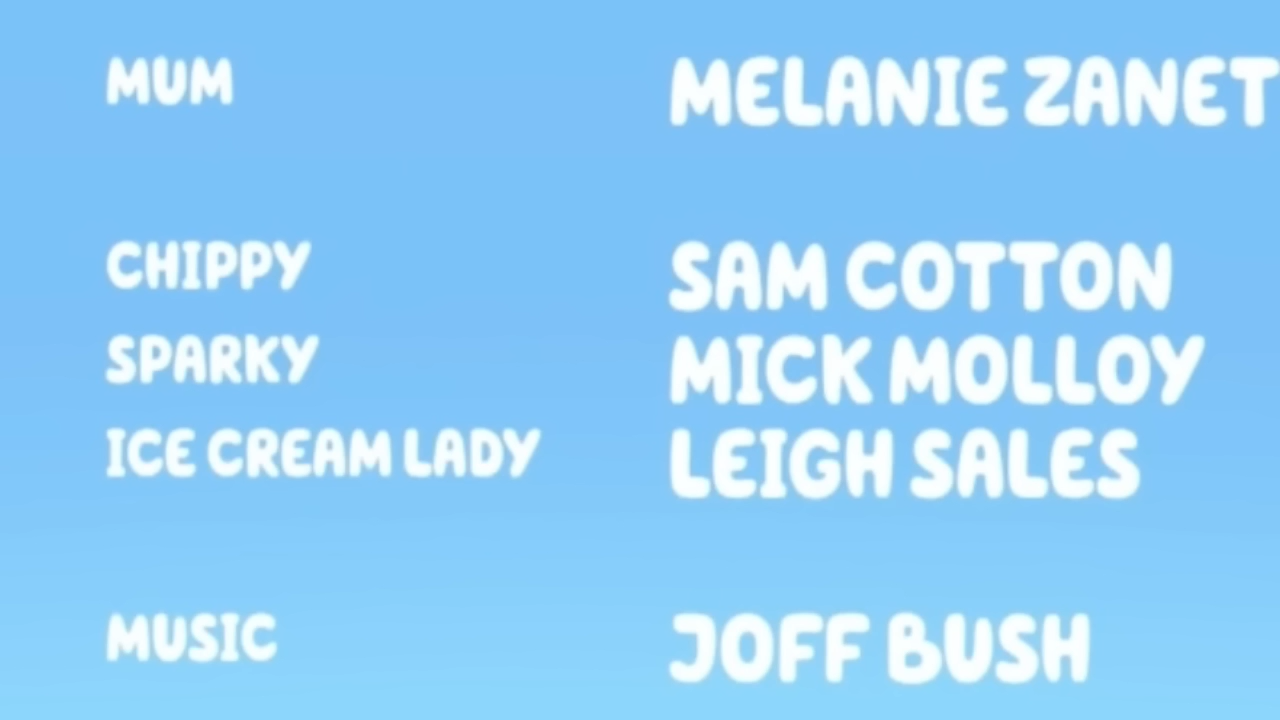 MUM MELANIE ZANET
CHIPPY SAM COTTON
SPARKY MICK MOLLOY
ICE CREAM LADY LEIGH SALES
MUSIC JOFF BUSH